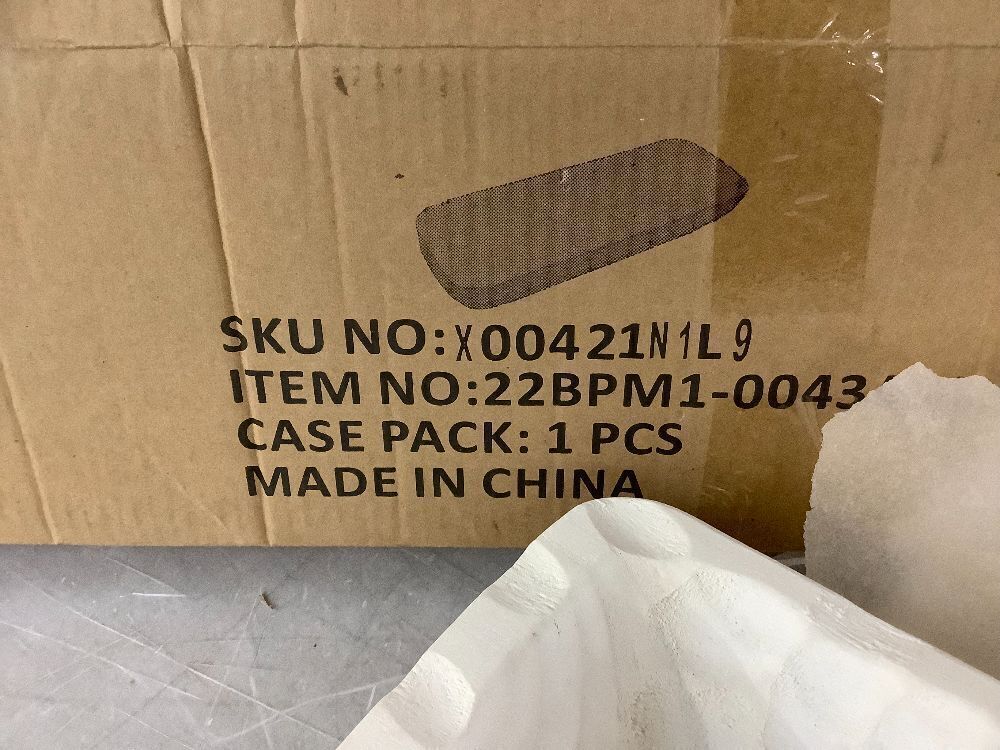 SKU NO:X00421N1L9
ITEM NO:22BPM1-0043
CASE PACK: 1 PCS
MADE IN CHINA